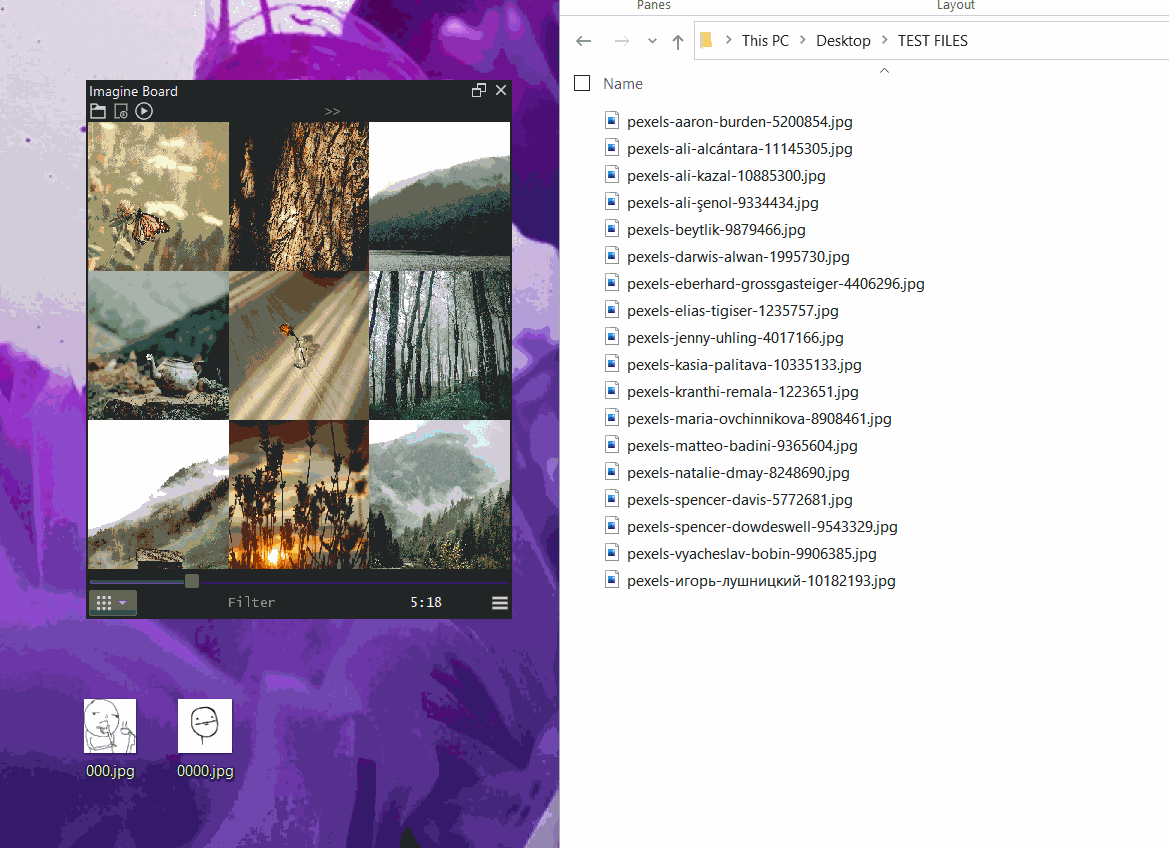 Panes Layout
This PC Desktop TEST FILES
Name
pexels-aaron-burden-5200854.jpg
pexels-ali-alcántara-11145305.jpg
pexels-ali-kazal-10885300.jpg
pexels-ali-şenol-9334434.jpg
pexels-beytlik-9879466.jpg
pexels-darwis-alwan-1995730.jpg
pexels-eberhard-grossgasteiger-4406296.jpg
pexels-elias-tigiser-1235757.jpg
pexels-jenny-uhling-4017166.jpg
pexels-kasia-palitava-10335133.jpg
pexels-kranthi-remala-1223651.jpg
pexels-maria-ovchinnikova-8908461.jpg
pexels-matteo-badini-9365604.jpg
pexels-natalie-dmay-8248690.jpg
pexels-spencer-davis-5772681.jpg
pexels-spencer-dowdeswell-9543329.jpg
pexels-vyacheslav-bobin-9906385.jpg
pexels-игорь-лушницкий-10182193.jpg
Imagine Board
>>
Filter 5:18
000.jpg 0000.jpg